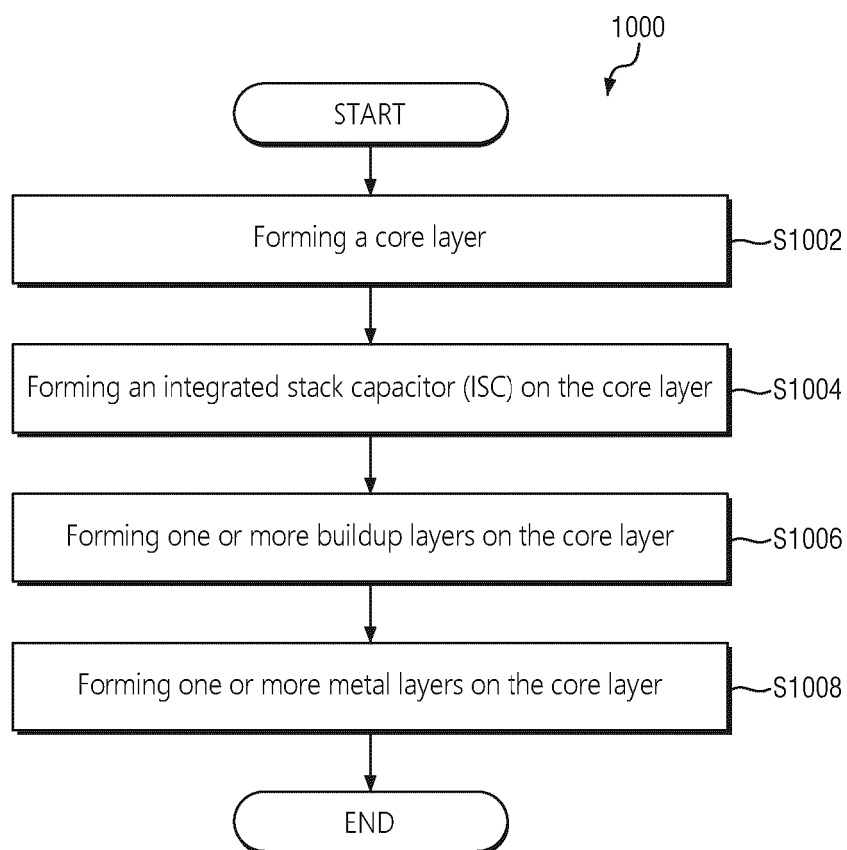 1000
START
Forming a core layer
S1002
Forming an integrated stack capacitor (ISC) on the core layer
S1004
Forming one or more buildup layers on the core layer
S1006
Forming one or more metal layers on the core layer
S1008
END